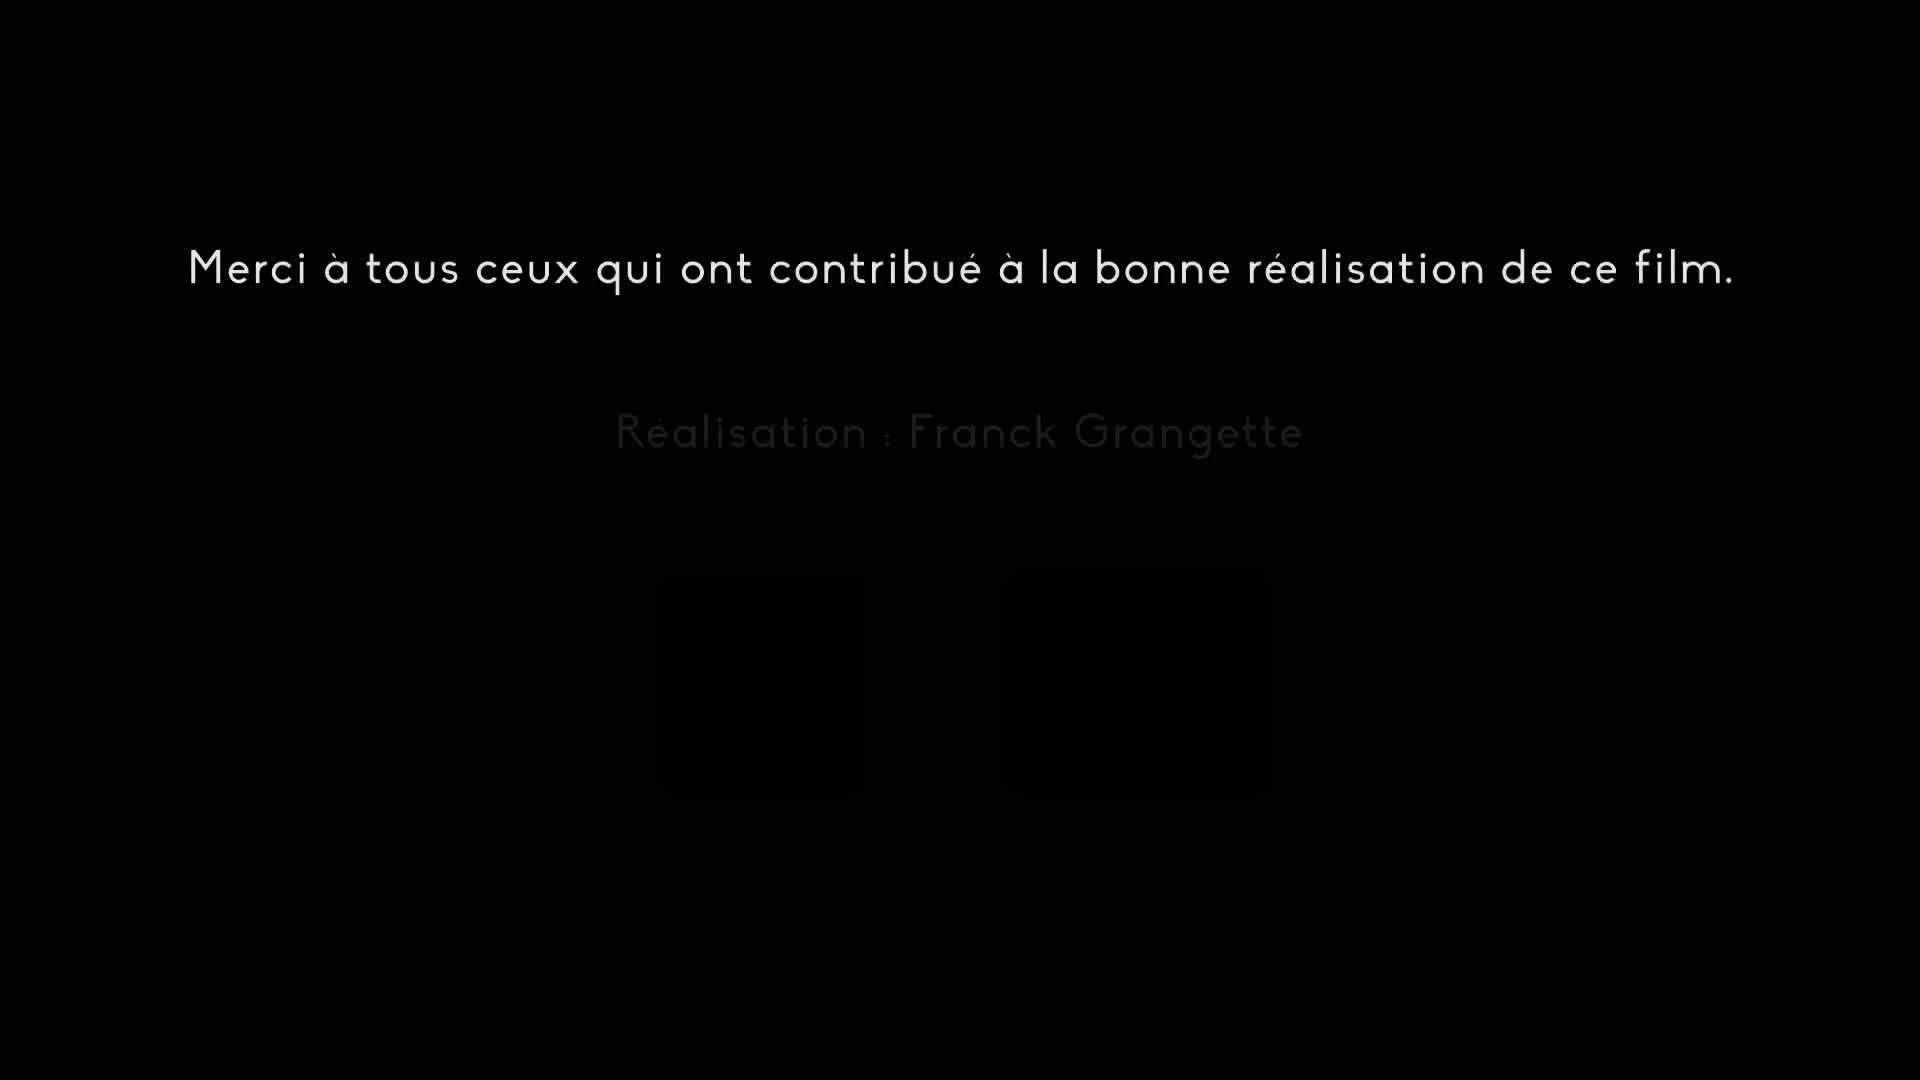 Merci à tous ceux qui ont contribué à la bonne réalisation de ce film.
Réalisation : Franck Grangette